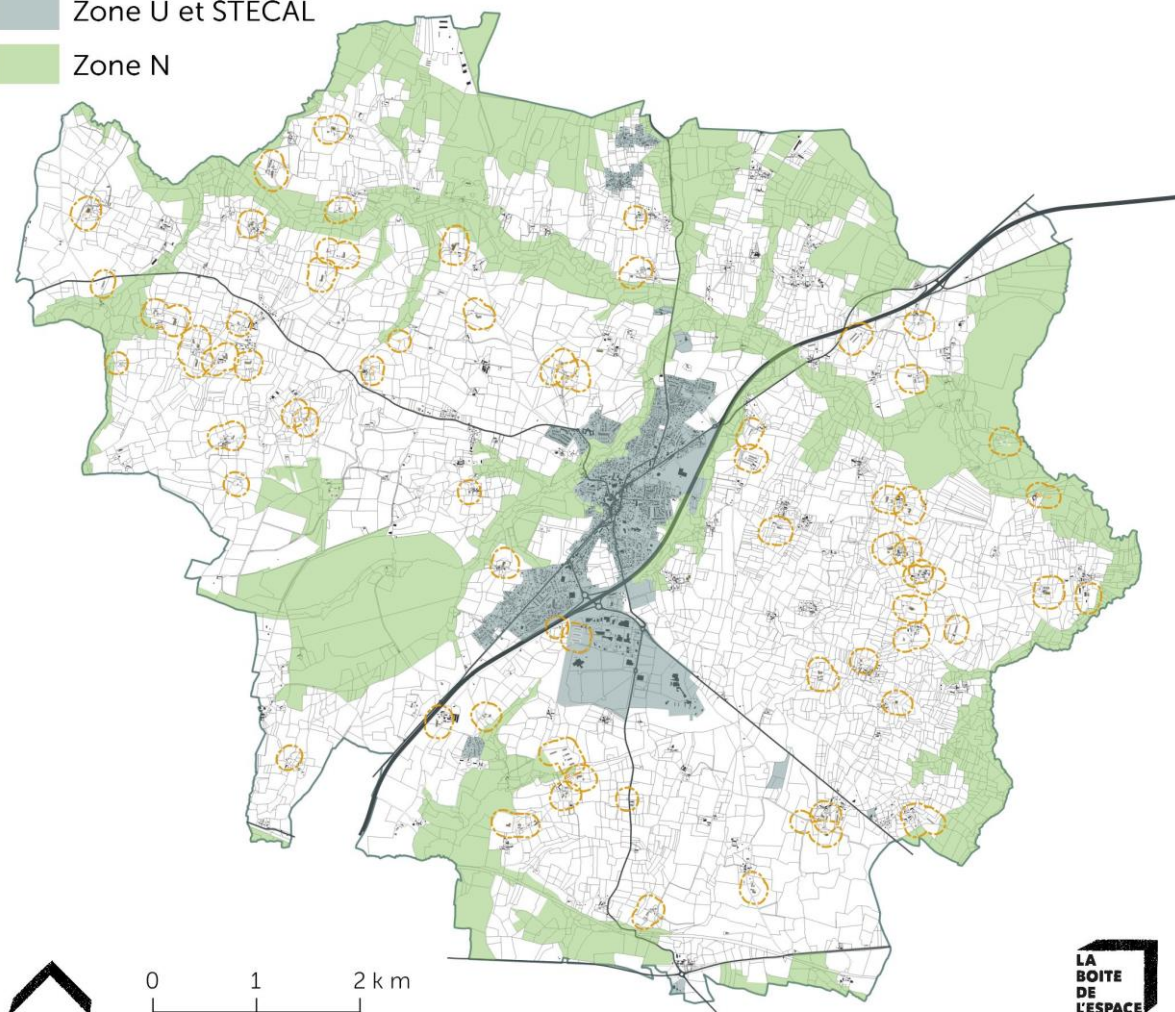 Zone U et STECAL
Zone N
0 1 2 km
LA
BOITE
DE
L'ESPACE